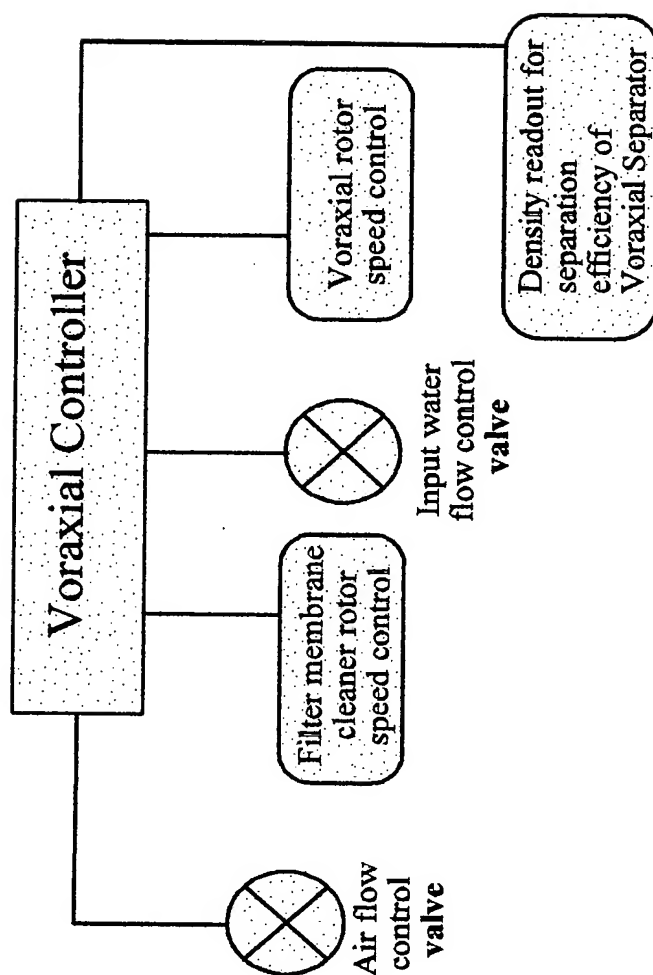 Voraxial Controller
Air flow
control
valve
Filter membrane
cleaner rotor
speed control
Input water
flow control
valve
Voraxial rotor
speed control
Density readout for
separation
efficiency of
Voraxial Separator